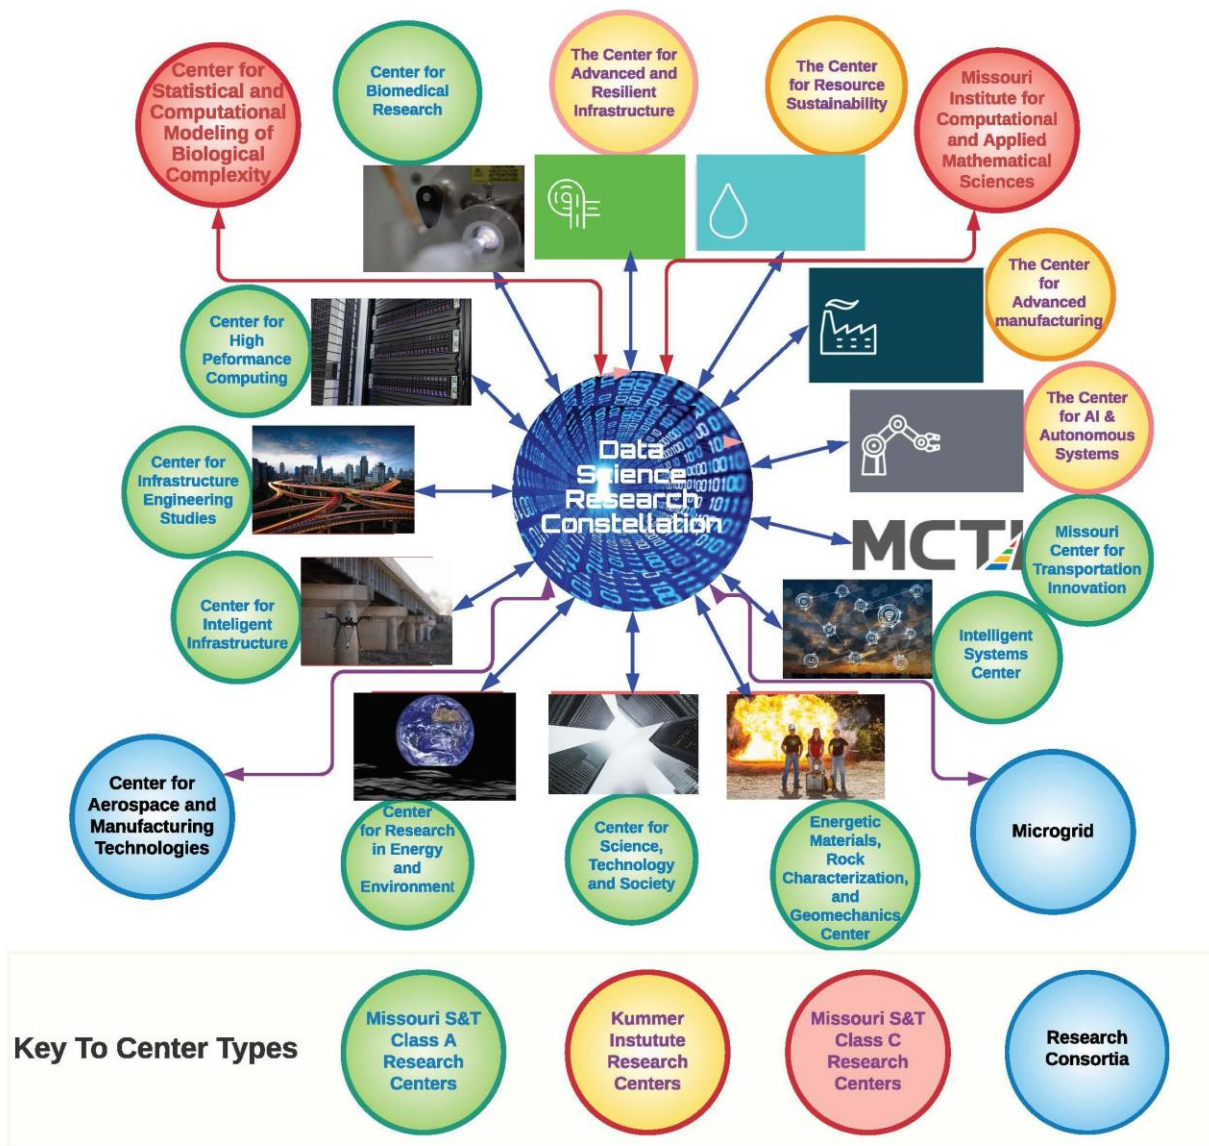 Center for
Statistical and
Computational
Modeling of
Biological
Complexity
Center for
Biomedical
Research
The Center for
Advanced and
Resilient
Infrastructure
The Center
for Resource
Sustainability
Missouri
Institute for
Computational
and Applied
Mathematical
Sciences
The Center
for
Advanced
manufacturing
Center for
High
Peformance
Computing
The Center
for AI &
Autonomous
Systems
Center for
Infrastructure
Engineering
Studies
Data
Science
Research
Constellation
MCTI
Missouri
Center for
Transportation
Innovation
Center for
Inteligent
Infrastructure
Intelligent
Systems
Center
Center for
Aerospace and
Manufacturing
Technologies
Center
for Research
in Energy
and
Environment
Center for
Science,
Technology
and Society
Energetic
Materials,
Rock
Characterization,
and
Geomechanics
Center
Microgrid
Key To Center Types
Missouri S&T
Class A
Research
Centers
Kummer
Instutute
Research
Centers
Missouri S&T
Class C
Research
Centers
Research
Consortia